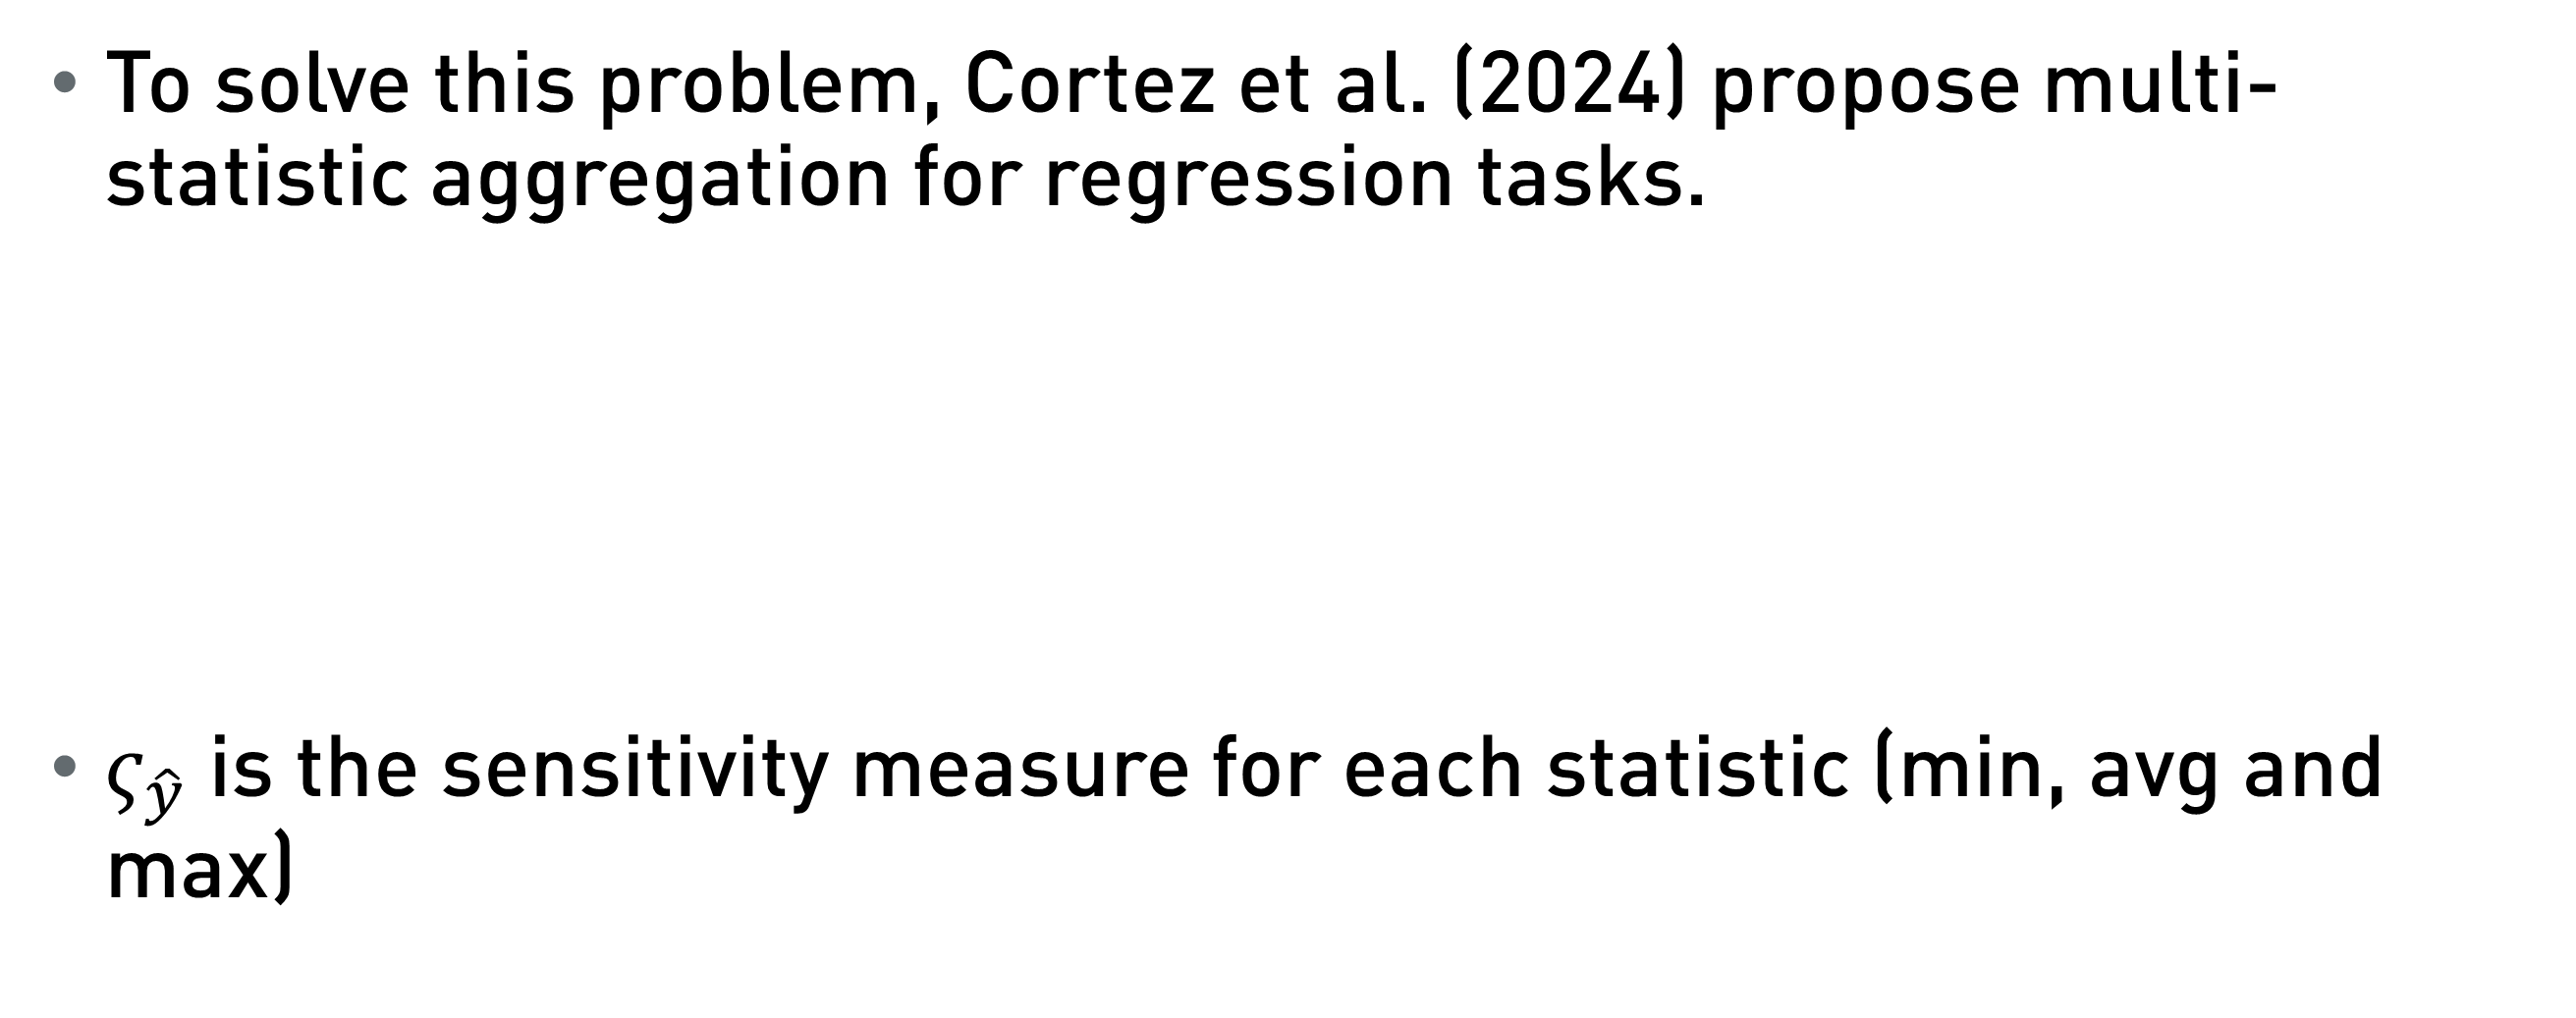 • To solve this problem, Cortez et al. (2024) propose multi-
statistic aggregation for regression tasks.
• ς_ŷ is the sensitivity measure for each statistic (min, avg and
max)